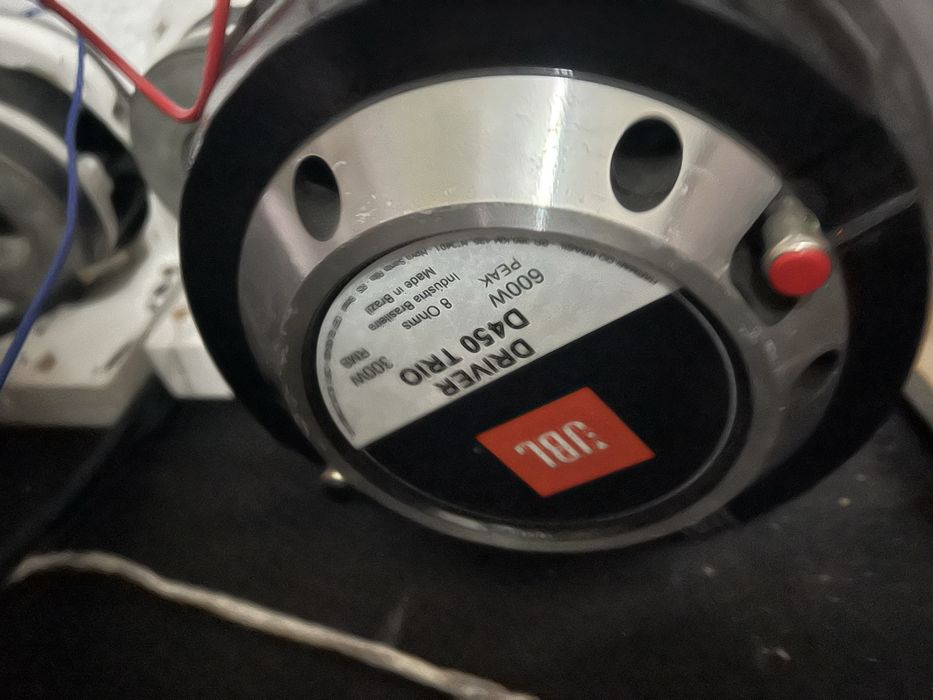 JBL
DRIVER
D450 TRIO
600W
PEAK
8 Ohms
300W
RMS
Indústria Brasileira
Made in Brazil